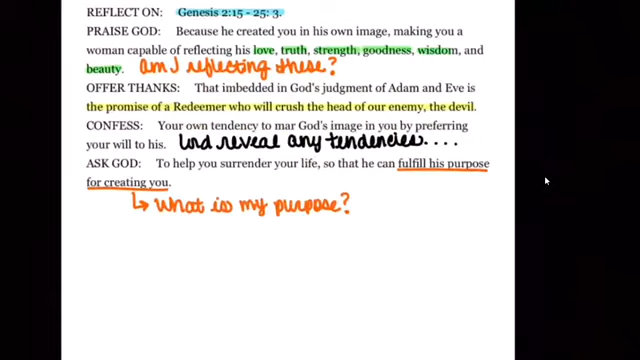 REFLECT ON: Genesis 2:15 - 25: 3.
PRAISE GOD: Because he created you in his own image, making you a
woman capable of reflecting his love, truth, strength, goodness, wisdom, and
beauty. am I reflecting these?
OFFER THANKS: That imbedded in God's judgment of Adam and Eve is
the promise of a Redeemer who will crush the head of our enemy, the devil.
CONFESS: Your own tendency to mar God's image in you by preferring
your will to his. Lord reveal any tendencies....
ASK GOD: To help you surrender your life, so that he can fulfill his purpose
for creating you.
↳ What is my purpose?